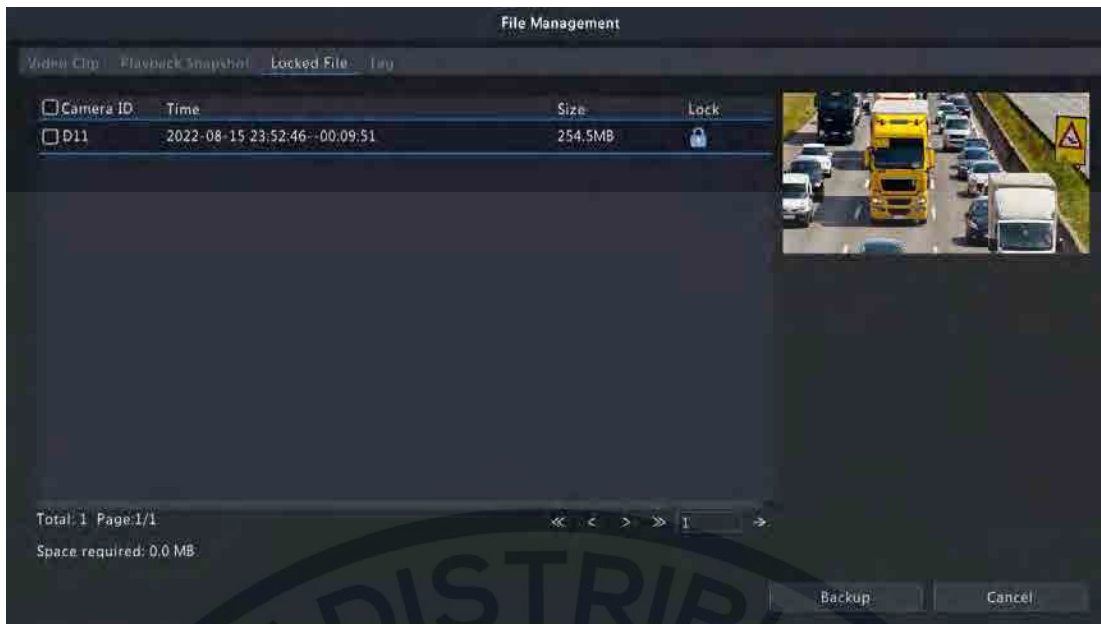 File Management
Video Clip Playback Snapshot Locked File Tag
Camera ID Time Size Lock
D11 2022-08-15 23:52:46--00:09:51 254.5MB
Total: 1 Page:1/1
« < > » 1 →
Space required: 0.0 MB
Backup Cancel
DISTRIB